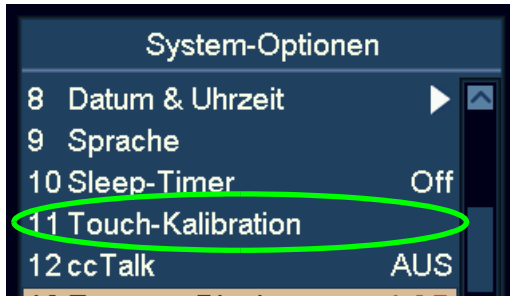 System-Optionen
8 Datum & Uhrzeit
9 Sprache
10 Sleep-Timer Off
11 Touch-Kalibration
12 ccTalk AUS